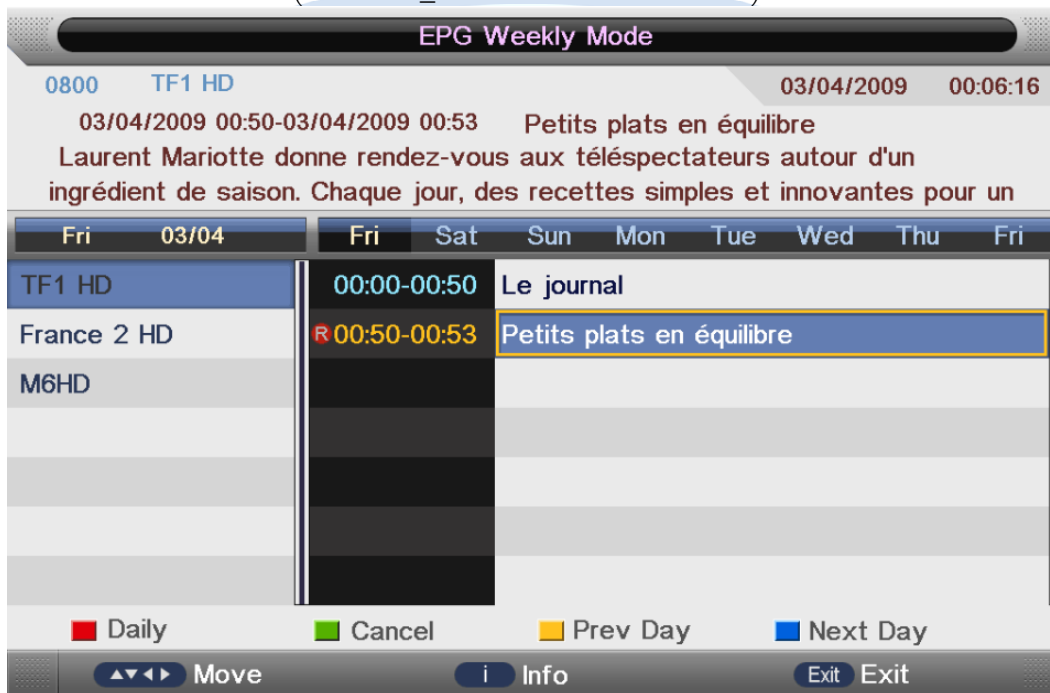 EPG Weekly Mode
0800 TF1 HD 03/04/2009 00:06:16
03/04/2009 00:50-03/04/2009 00:53 Petits plats en équilibre
Laurent Mariotte donne rendez-vous aux téléspectateurs autour d'un
ingrédient de saison. Chaque jour, des recettes simples et innovantes pour un
Fri 03/04 Fri Sat Sun Mon Tue Wed Thu Fri
TF1 HD 00:00-00:50 Le journal
France 2 HD R 00:50-00:53 Petits plats en équilibre
M6HD
Daily Cancel Prev Day Next Day
Move i Info Exit Exit